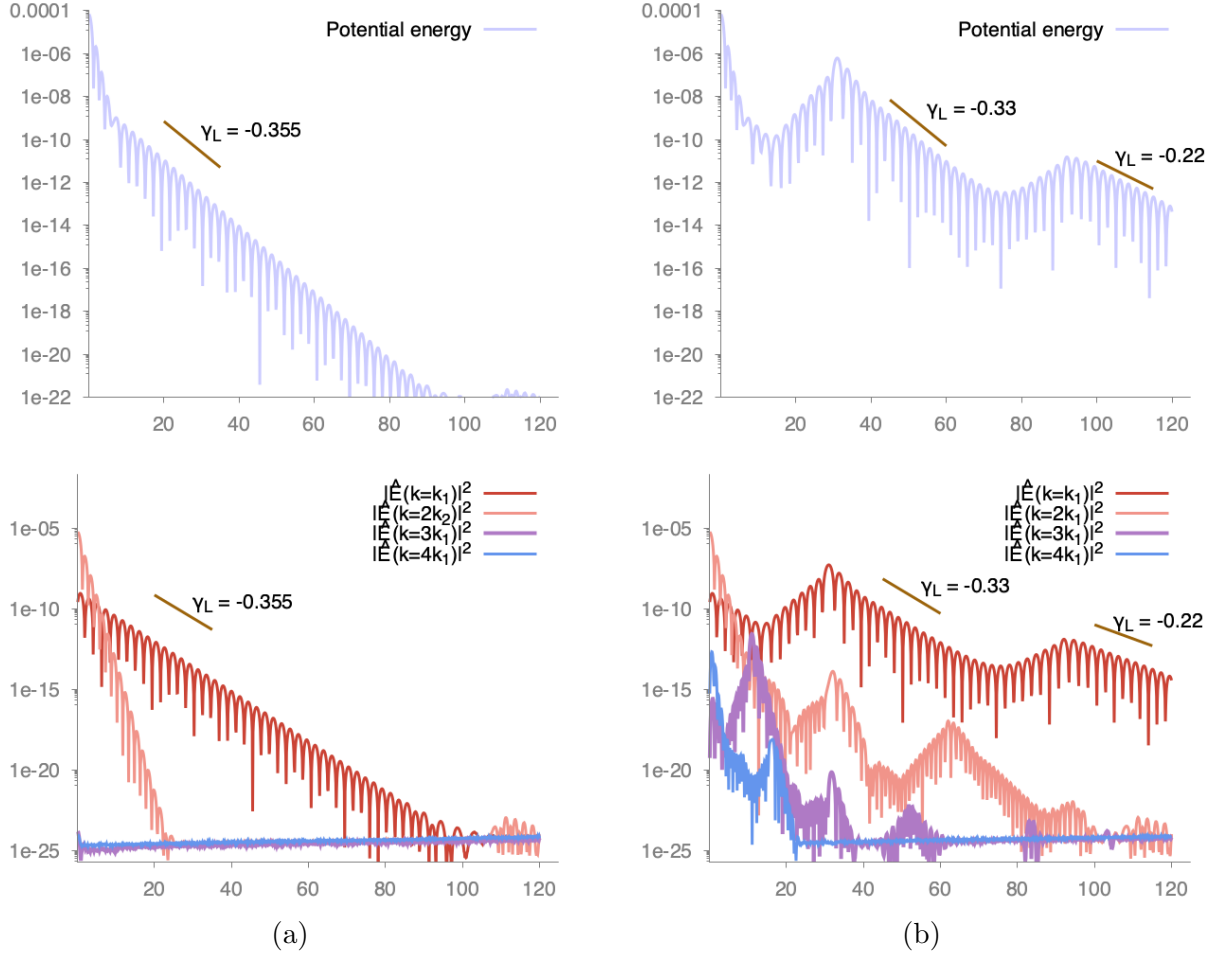 0.0001
1e-06
1e-08
1e-10
1e-12
1e-14
1e-16
1e-18
1e-20
1e-22
20 40 60 80 100 120
Potential energy
γL = -0.355
0.0001
1e-06
1e-08
1e-10
1e-12
1e-14
1e-16
1e-18
1e-20
1e-22
20 40 60 80 100 120
Potential energy
γL = -0.33
γL = -0.22
1e-05
1e-10
1e-15
1e-20
1e-25
20 40 60 80 100 120
|Ê(k=k₁)|²
|Ê(k=2k₂)|²
|Ê(k=3k₁)|²
|Ê(k=4k₁)|²
γL = -0.355
(a)
1e-05
1e-10
1e-15
1e-20
1e-25
20 40 60 80 100 120
|Ê(k=k₁)|²
|Ê(k=2k₁)|²
|Ê(k=3k₁)|²
|Ê(k=4k₁)|²
γL = -0.33
γL = -0.22
(b)